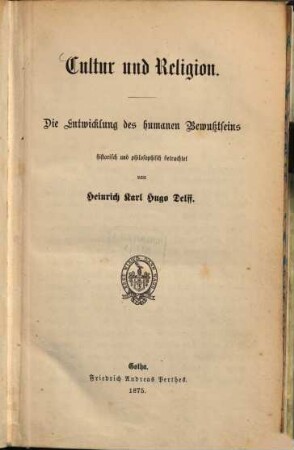 Cultur und Religion.
Die Entwicklung des humanen Bewußtseins
historisch und philosophisch betrachtet
von
Heinrich Karl Hugo Delff.
Gotha.
Friedrich Andreas Perthes.
1875.